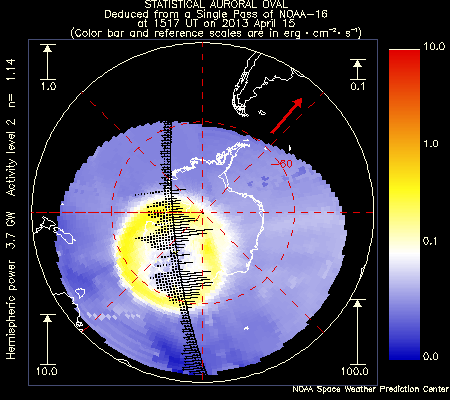 STATISTICAL AURORAL OVAL
Deduced from a Single Pass of NOAA-16
at 1517 UT on 2013 April 15
(Color bar and reference scales are in erg·cm⁻²·s⁻¹)
1.0
0.1
10.0
1.0
0.1
0.0
-60
Hemispheric power 3.7 GW Activity level 2 n= 1.14
10.0
100.0
NOAA Space Weather Prediction Center